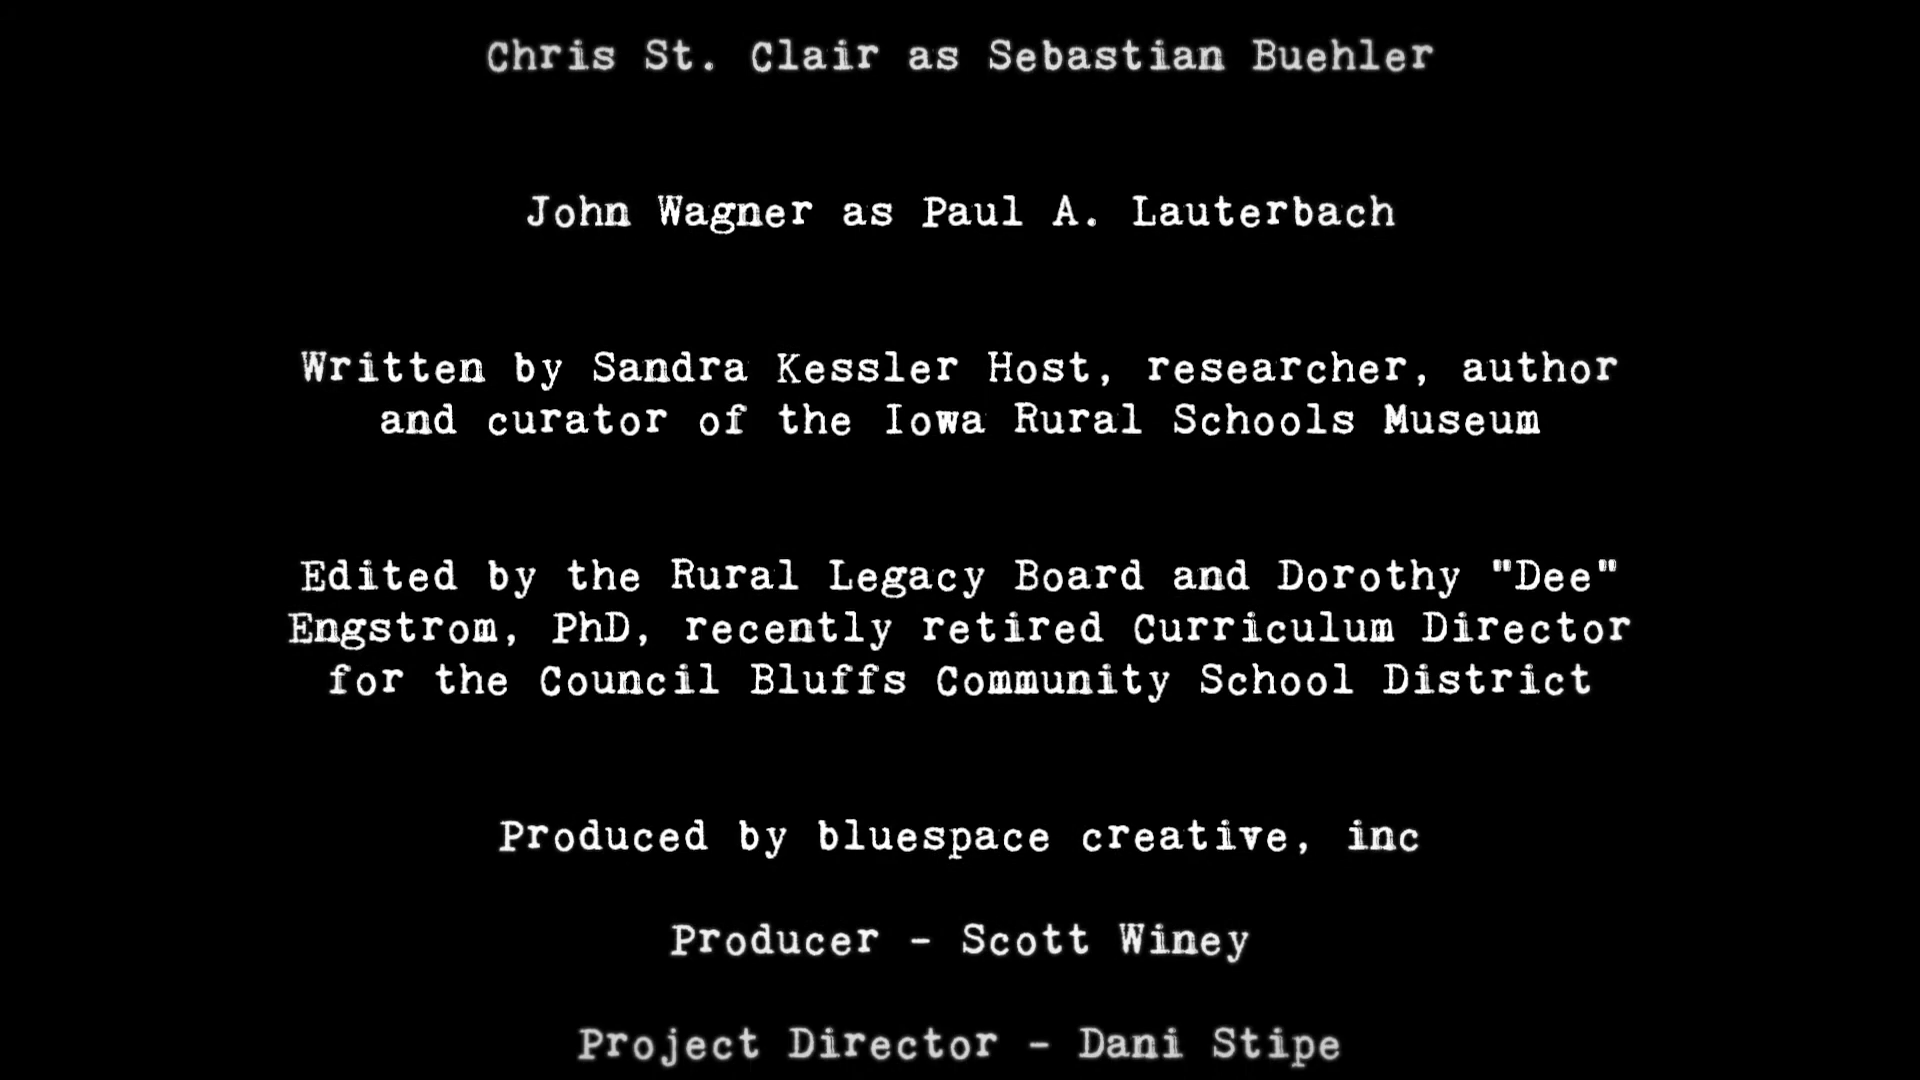 Chris St. Clair as Sebastian Buehler
John Wagner as Paul A. Lauterbach
Written by Sandra Kessler Host, researcher, author
and curator of the Iowa Rural Schools Museum
Edited by the Rural Legacy Board and Dorothy "Dee"
Engstrom, PhD, recently retired Curriculum Director
for the Council Bluffs Community School District
Produced by bluespace creative, inc
Producer - Scott Winey
Project Director - Dani Stipe